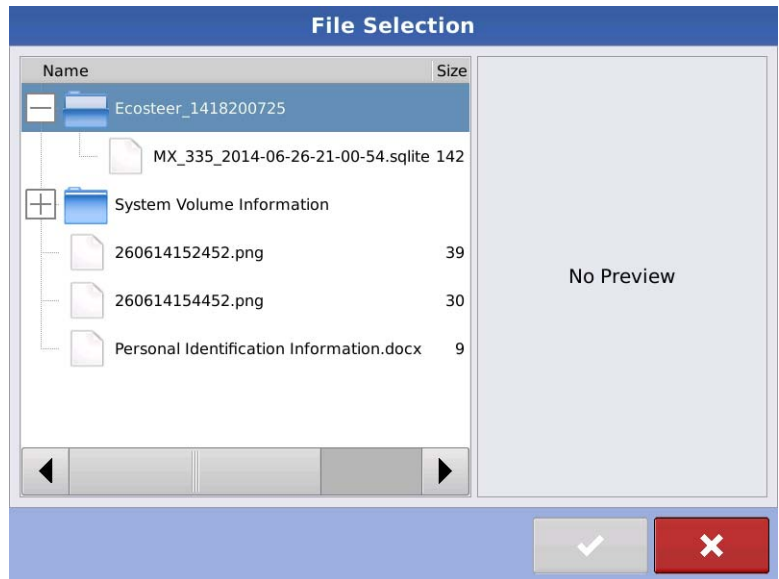 File Selection
Name Size
Ecosteer_1418200725
MX_335_2014-06-26-21-00-54.sqlite 142
System Volume Information
260614152452.png 39
260614154452.png 30
Personal Identification Information.docx 9
No Preview